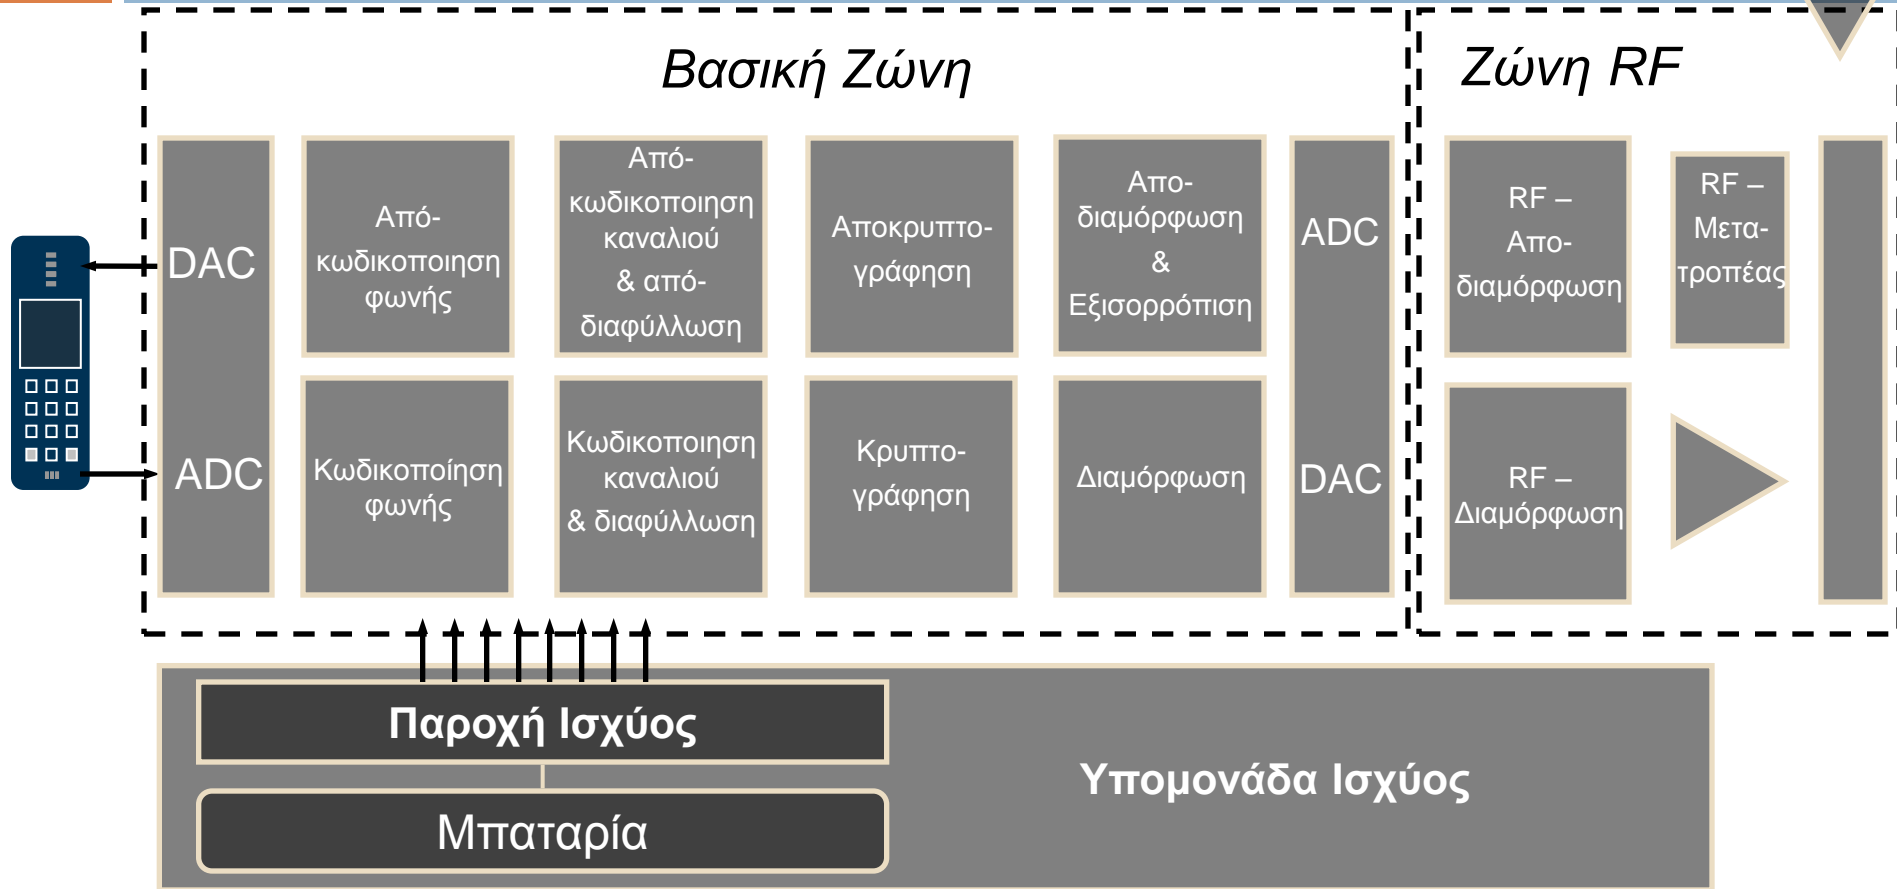 Βασική Ζώνη
Ζώνη RF
DAC
ADC
Από-
κωδικοποιηση
φωνής
Από-
κωδικοποιηση
καναλιού
& από-
διαφύλλωση
Αποκρυπτο-
γράφηση
Απο-
διαμόρφωση
&
Εξισορρόπιση
ADC
DAC
RF –
Απο-
διαμόρφωση
RF –
Μετα-
τροπέας
Κωδικοποίηση
φωνής
Κωδικοποιηση
καναλιού
& διαφύλλωση
Κρυπτο-
γράφηση
Διαμόρφωση
RF –
Διαμόρφωση
Παροχή Ισχύος
Μπαταρία
Υπομονάδα Ισχύος